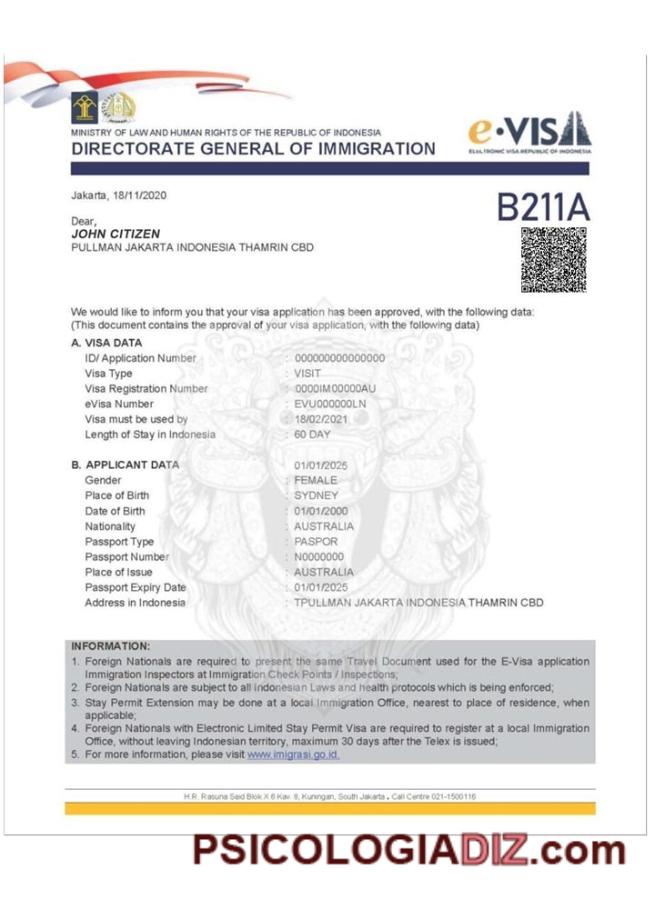 MINISTRY OF LAW AND HUMAN RIGHTS OF THE REPUBLIC OF INDONESIA
DIRECTORATE GENERAL OF IMMIGRATION
e-VISA
ELECTRONIC VISA REPUBLIC OF INDONESIA
Jakarta, 18/11/2020
B211A
Dear,
JOHN CITIZEN
PULLMAN JAKARTA INDONESIA THAMRIN CBD
We would like to inform you that your visa application has been approved, with the following data:
(This document contains the approval of your visa application, with the following data)
A. VISA DATA
ID/ Application Number : 000000000000000
Visa Type : VISIT
Visa Registration Number : 0000IM00000AU
eVisa Number : EVU000000LN
Visa must be used by : 18/02/2021
Length of Stay in Indonesia : 60 DAY
B. APPLICANT DATA 01/01/2025
Gender : FEMALE
Place of Birth : SYDNEY
Date of Birth : 01/01/2000
Nationality : AUSTRALIA
Passport Type : PASPOR
Passport Number : N0000000
Place of Issue : AUSTRALIA
Passport Expiry Date : 01/01/2025
Address in Indonesia : TPULLMAN JAKARTA INDONESIA THAMRIN CBD
INFORMATION:
1. Foreign Nationals are required to present the same Travel Document used for the E-Visa application
Immigration Inspectors at Immigration Check Points / Inspections;
2. Foreign Nationals are subject to all Indonesian Laws and health protocols which is being enforced;
3. Stay Permit Extension may be done at a local Immigration Office, nearest to place of residence, when
applicable;
4. Foreign Nationals with Electronic Limited Stay Permit Visa are required to register at a local Immigration
Office, without leaving Indonesian territory, maximum 30 days after the Telex is issued;
5. For more information, please visit www.imigrasi.go.id.
H.R. Rasuna Said Blok X 6 Kav. 8, Kuningan, South Jakarta . Call Centre 021-1500116
PSICOLOGIADIZ.com